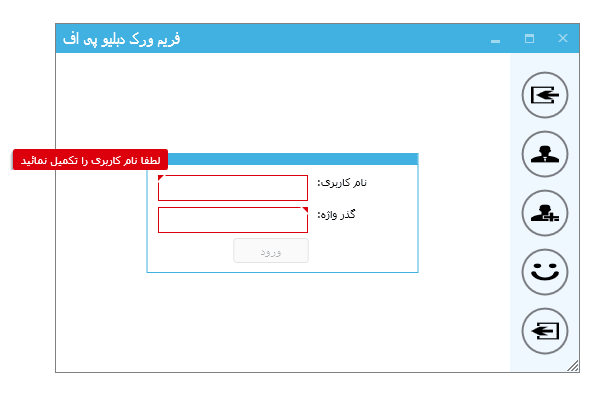 فریم ورک دبلیو پی اف
لطفا نام کاربری را تکمیل نمائید
نام کاربری:
گذر واژه:
ورود